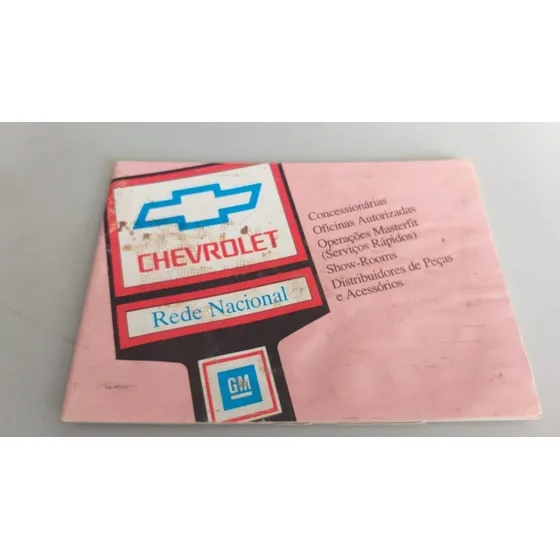 CHEVROLET
Rede Nacional
GM
Concessionárias
Oficinas Autorizadas
Operações Masterfit
(Serviços Rápidos)
Show-Rooms
Distribuidores de Peças
e Acessórios